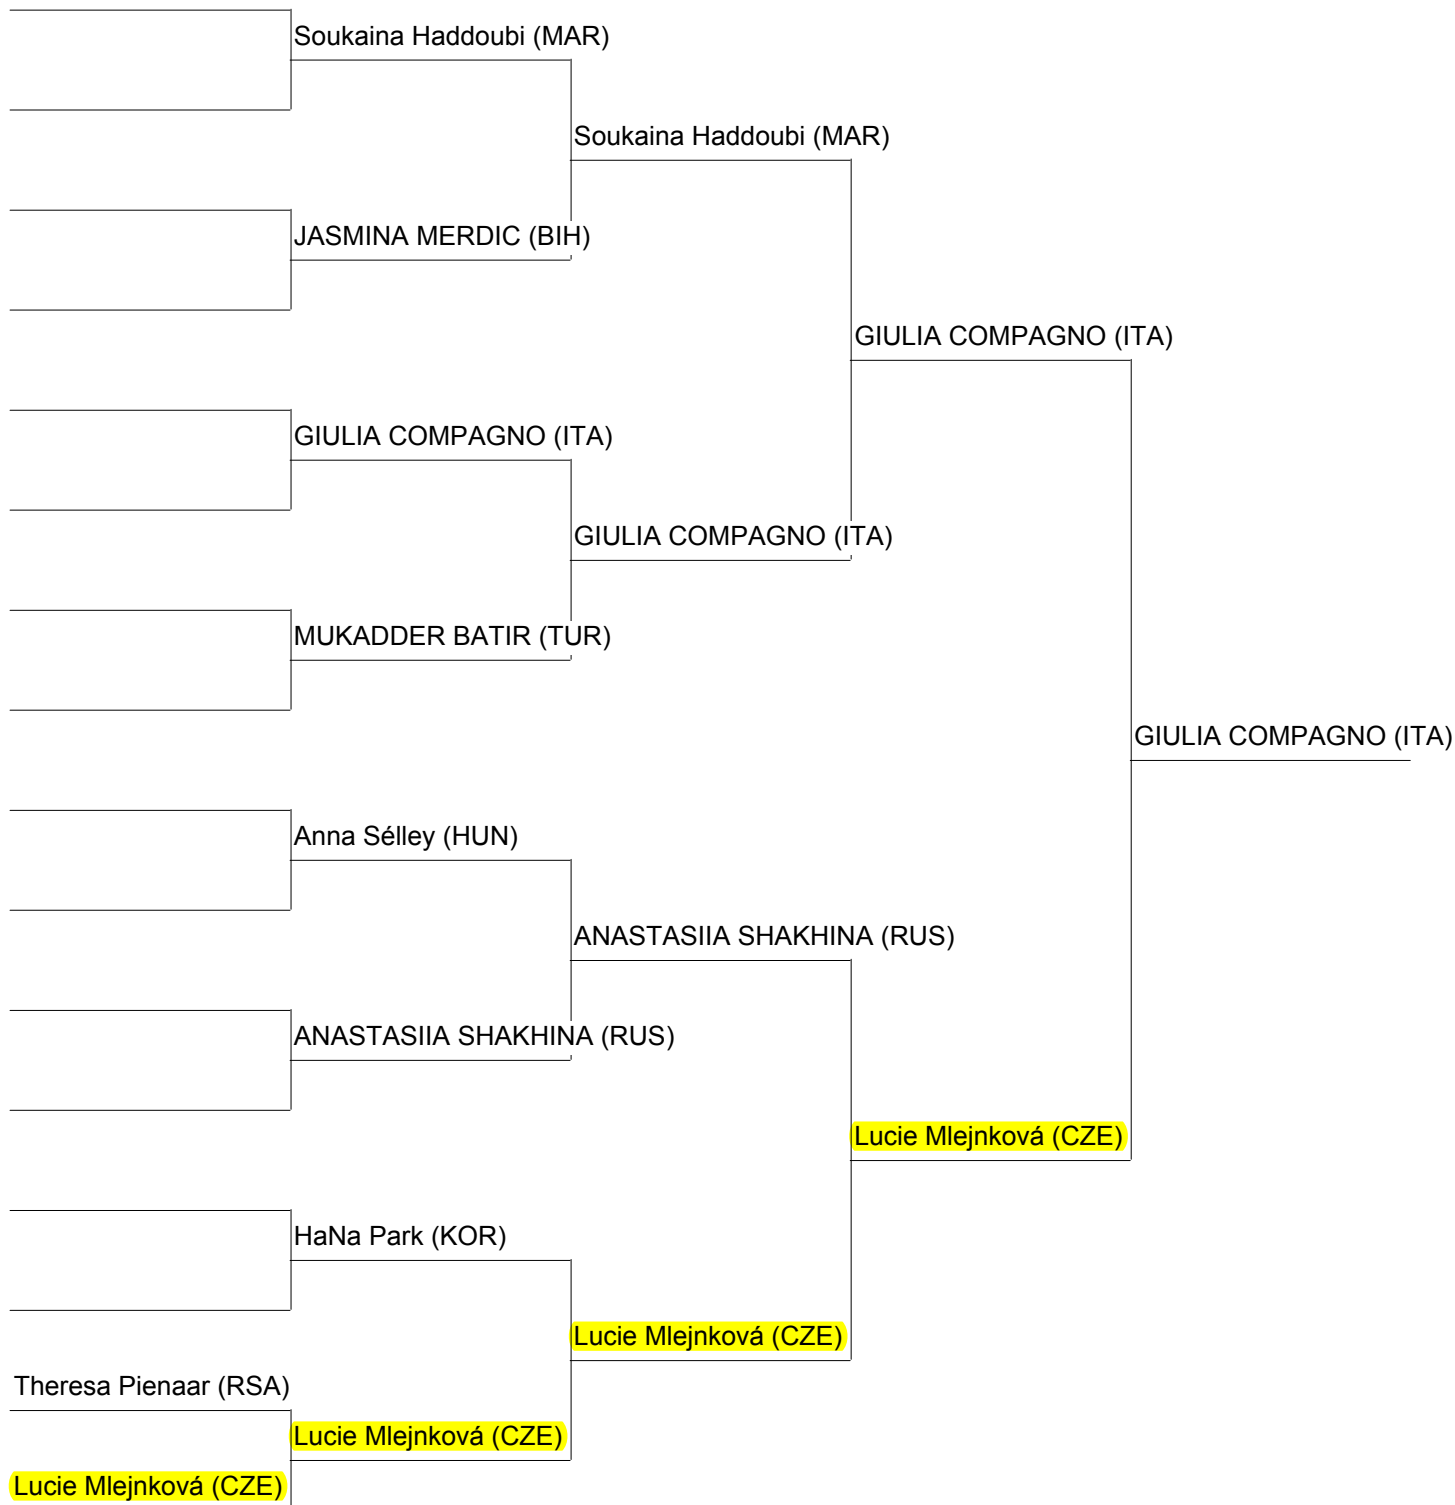 Soukaina Haddoubi (MAR)
Soukaina Haddoubi (MAR)
JASMINA MERDIC (BIH)
GIULIA COMPAGNO (ITA)
GIULIA COMPAGNO (ITA)
GIULIA COMPAGNO (ITA)
MUKADDER BATIR (TUR)
GIULIA COMPAGNO (ITA)
Anna Sélley (HUN)
ANASTASIIA SHAKHINA (RUS)
ANASTASIIA SHAKHINA (RUS)
Lucie Mlejnková (CZE)
HaNa Park (KOR)
Lucie Mlejnková (CZE)
Theresa Pienaar (RSA)
Lucie Mlejnková (CZE)
Lucie Mlejnková (CZE)